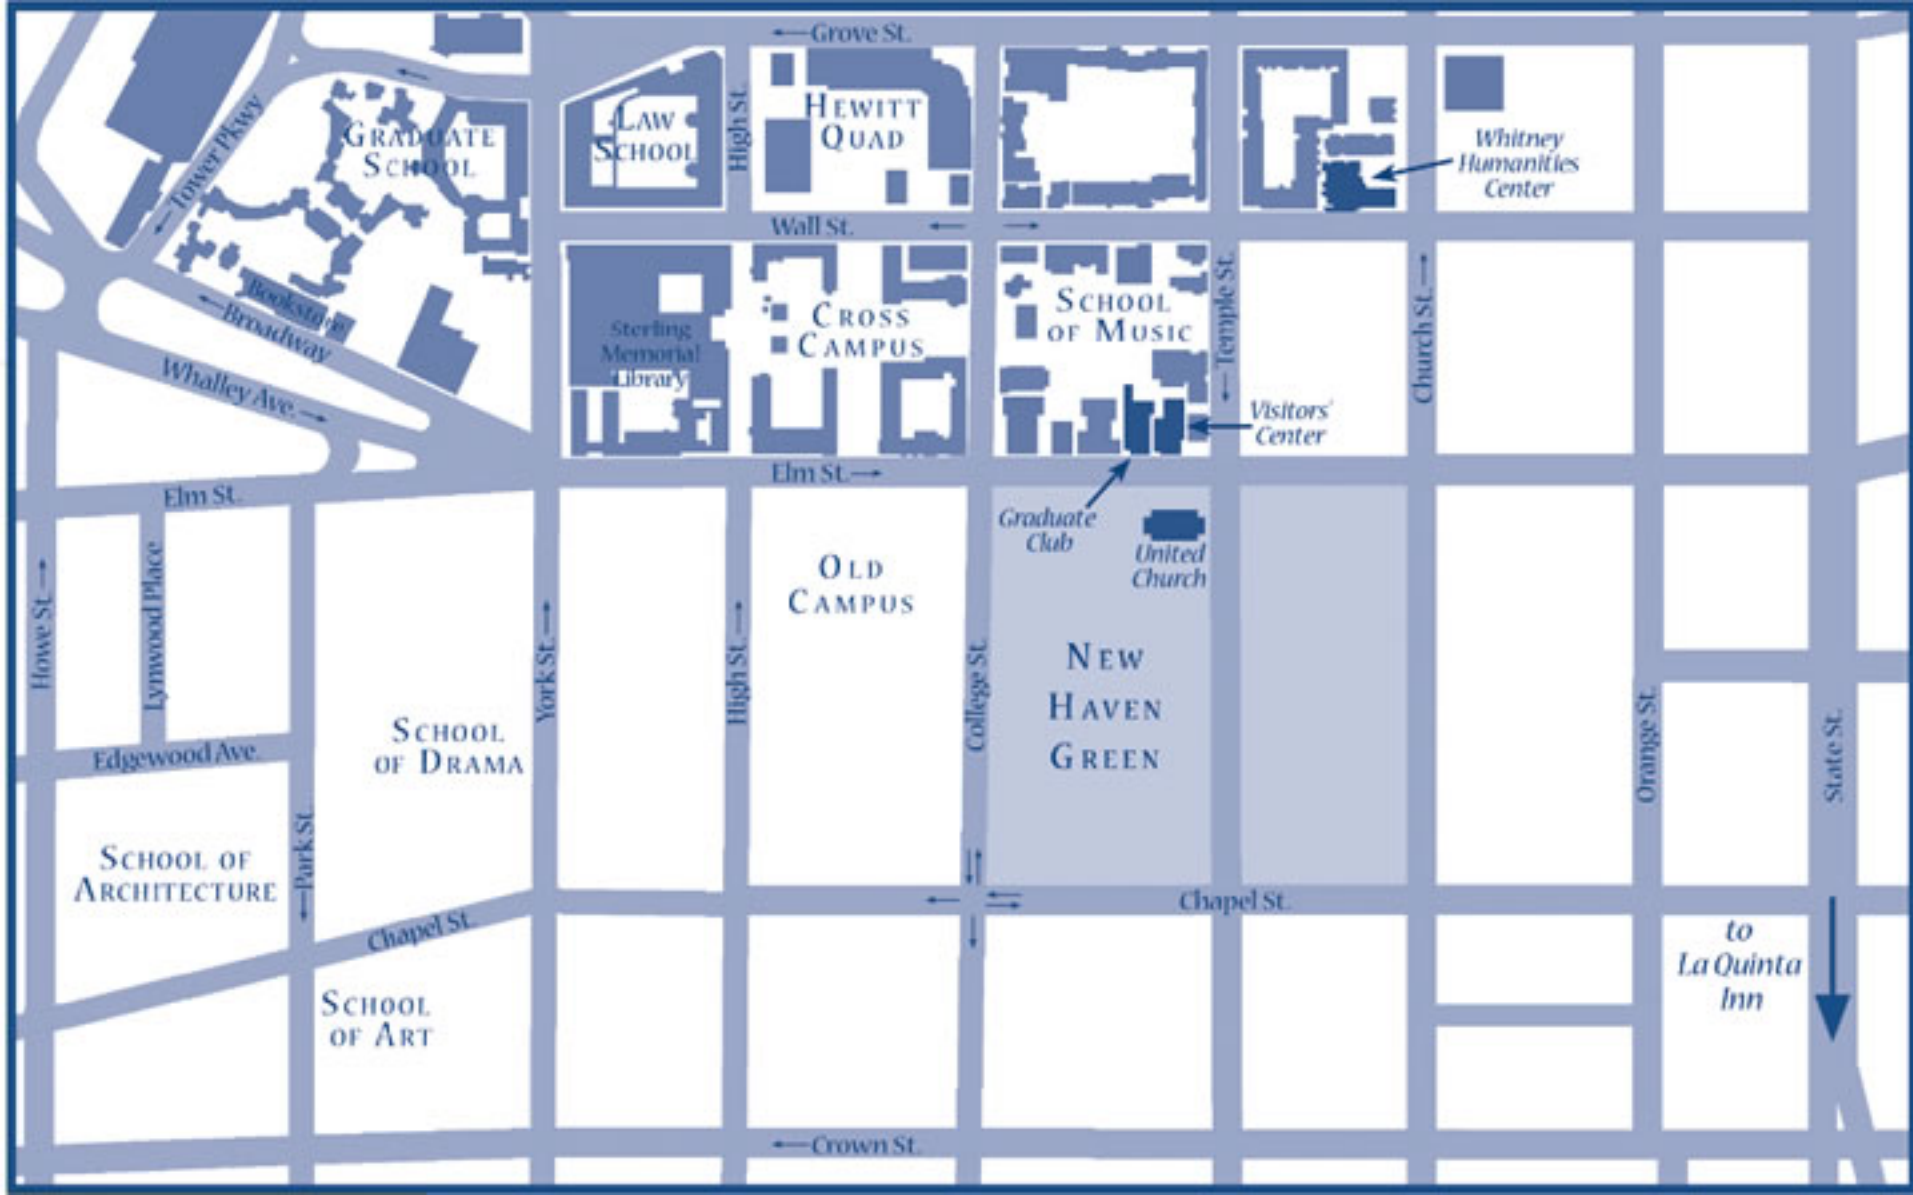 Grove St.
GRADUATE
SCHOOL
LAW
SCHOOL
High St.
HEWITT
QUAD
Whitney
Humanities
Center
Tower Pkwy
Wall St.
Bookstore
Broadway
Whalley Ave.
Sterling
Memorial
Library
CROSS
CAMPUS
SCHOOL
OF MUSIC
Temple St.
Church St.
Visitors'
Center
Elm St.
Elm St.
Graduate
Club
United
Church
Howe St.
Lynwood Place
York St.
High St.
OLD
CAMPUS
College St.
NEW
HAVEN
GREEN
Orange St.
State St.
SCHOOL
OF DRAMA
Edgewood Ave.
SCHOOL OF
ARCHITECTURE
Park St.
Chapel St.
Chapel St.
to
La Quinta
Inn
SCHOOL
OF ART
Crown St.